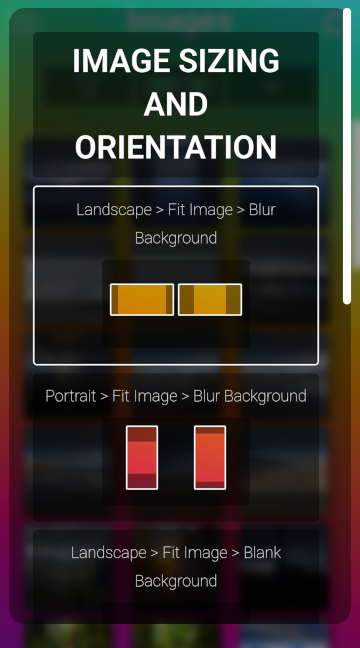 Images
IMAGE SIZING
AND
ORIENTATION
Landscape > Fit Image > Blur
Background
Portrait > Fit Image > Blur Background
Landscape > Fit Image > Blank
Background